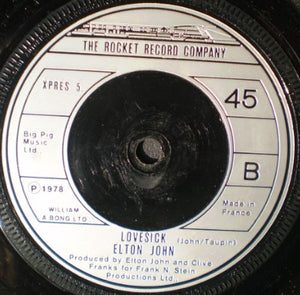 THE ROCKET RECORD COMPANY
XPRES 5
45
Big Pig
Music
Ltd.
B
P 1978
Made in
France
WILLIAM
A BONG LTD
LOVESICK (John/Taupin)
ELTON JOHN
Produced by Elton John and Clive
Franks for Frank N. Stein
Productions Ltd.